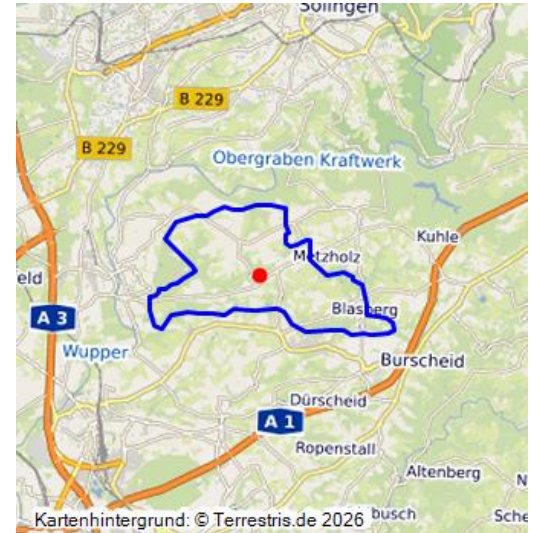 Solingen
B 229
B 229
Obergraben Kraftwerk
Kuhle
Metzholz
eld
Blasberg
A 3
Wupper
Burscheid
Dürscheid
A 1
Ropenstall
Altenberg
N
busch
Sche
Kartenhintergrund: © Terrestris.de 2026